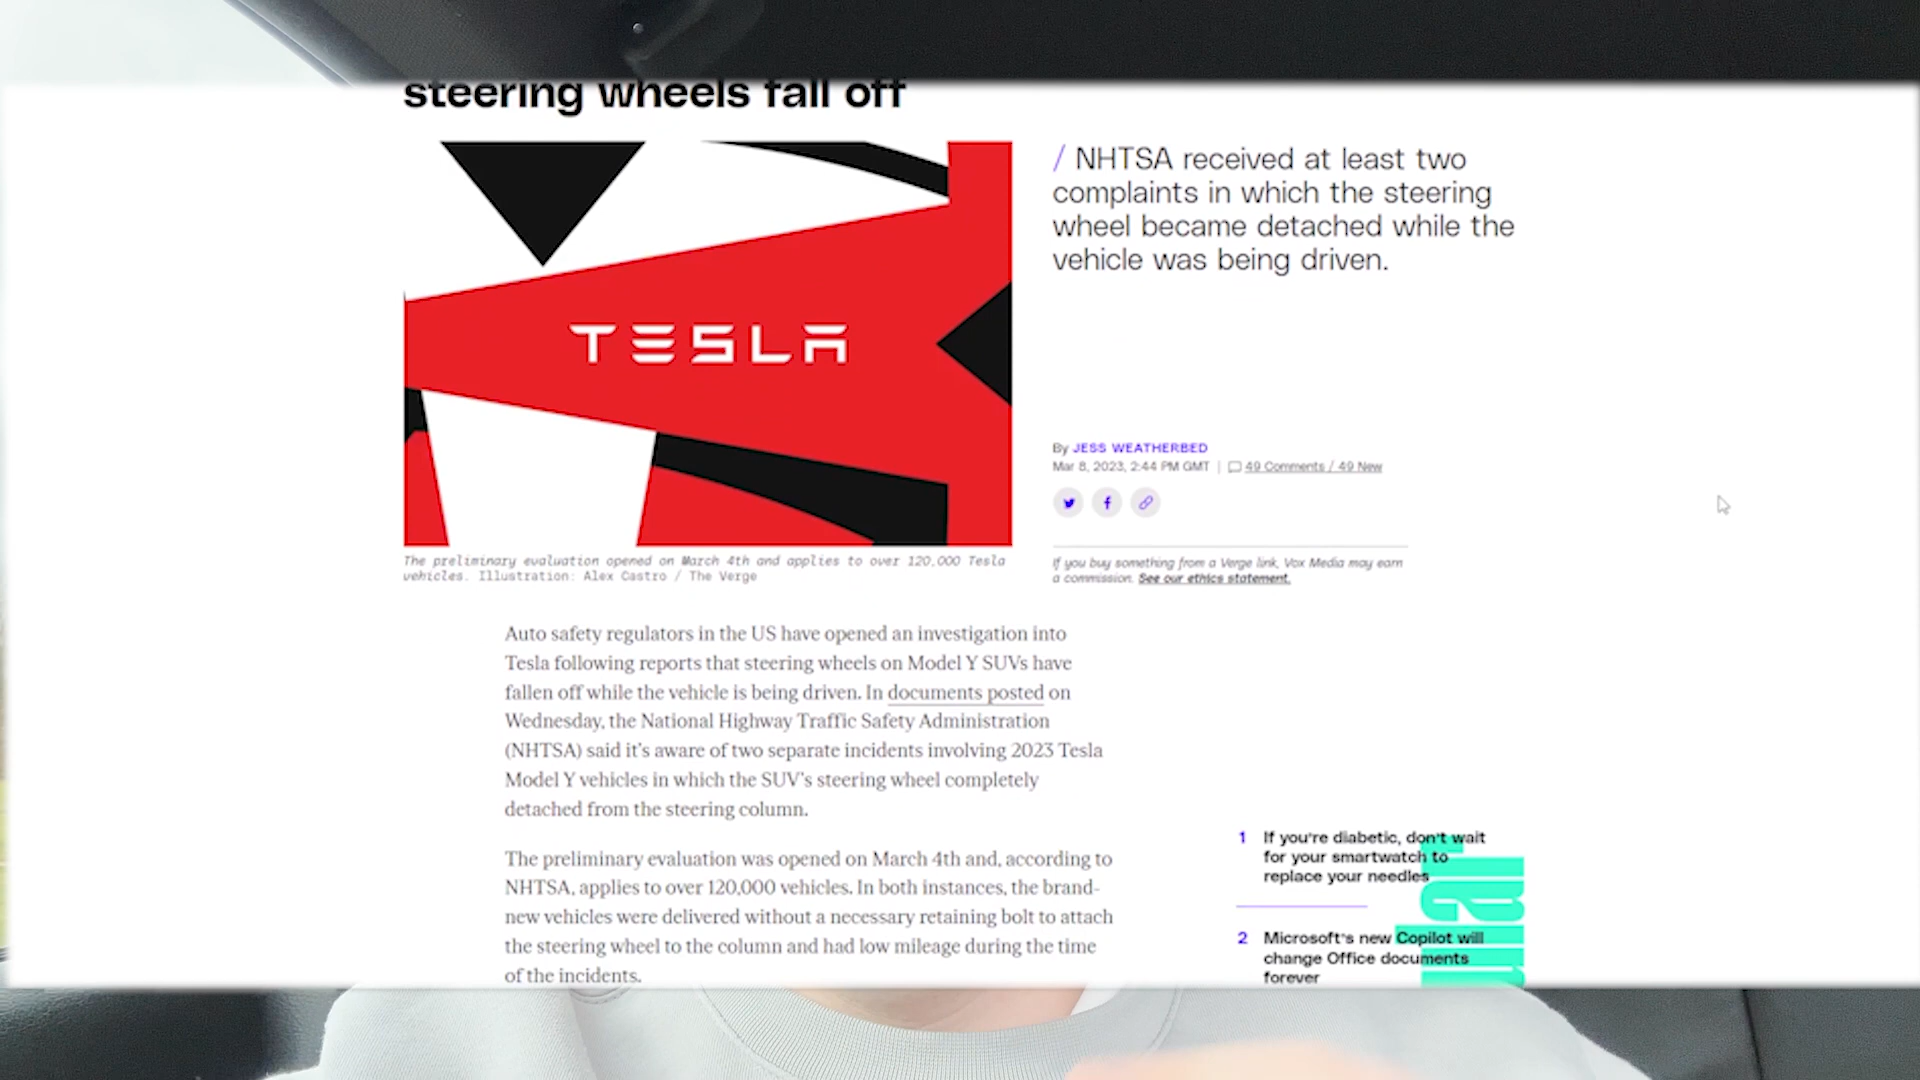 steering wheels fall off
TESLA
/ NHTSA received at least two
complaints in which the steering
wheel became detached while the
vehicle was being driven.
By JESS WEATHERBED
Mar 8, 2023, 2:44 PM GMT | 49 Comments / 49 New
The preliminary evaluation opened on March 4th and applies to over 120,000 Tesla
vehicles. Illustration: Alex Castro / The Verge
If you buy something from a Verge link, Vox Media may earn
a commission. See our ethics statement.
Auto safety regulators in the US have opened an investigation into
Tesla following reports that steering wheels on Model Y SUVs have
fallen off while the vehicle is being driven. In documents posted on
Wednesday, the National Highway Traffic Safety Administration
(NHTSA) said it's aware of two separate incidents involving 2023 Tesla
Model Y vehicles in which the SUV's steering wheel completely
detached from the steering column.
The preliminary evaluation was opened on March 4th and, according to
NHTSA, applies to over 120,000 vehicles. In both instances, the brand-
new vehicles were delivered without a necessary retaining bolt to attach
the steering wheel to the column and had low mileage during the time
of the incidents.
1 If you're diabetic, don't wait
for your smartwatch to
replace your needles
2 Microsoft's new Copilot will
change Office documents
forever